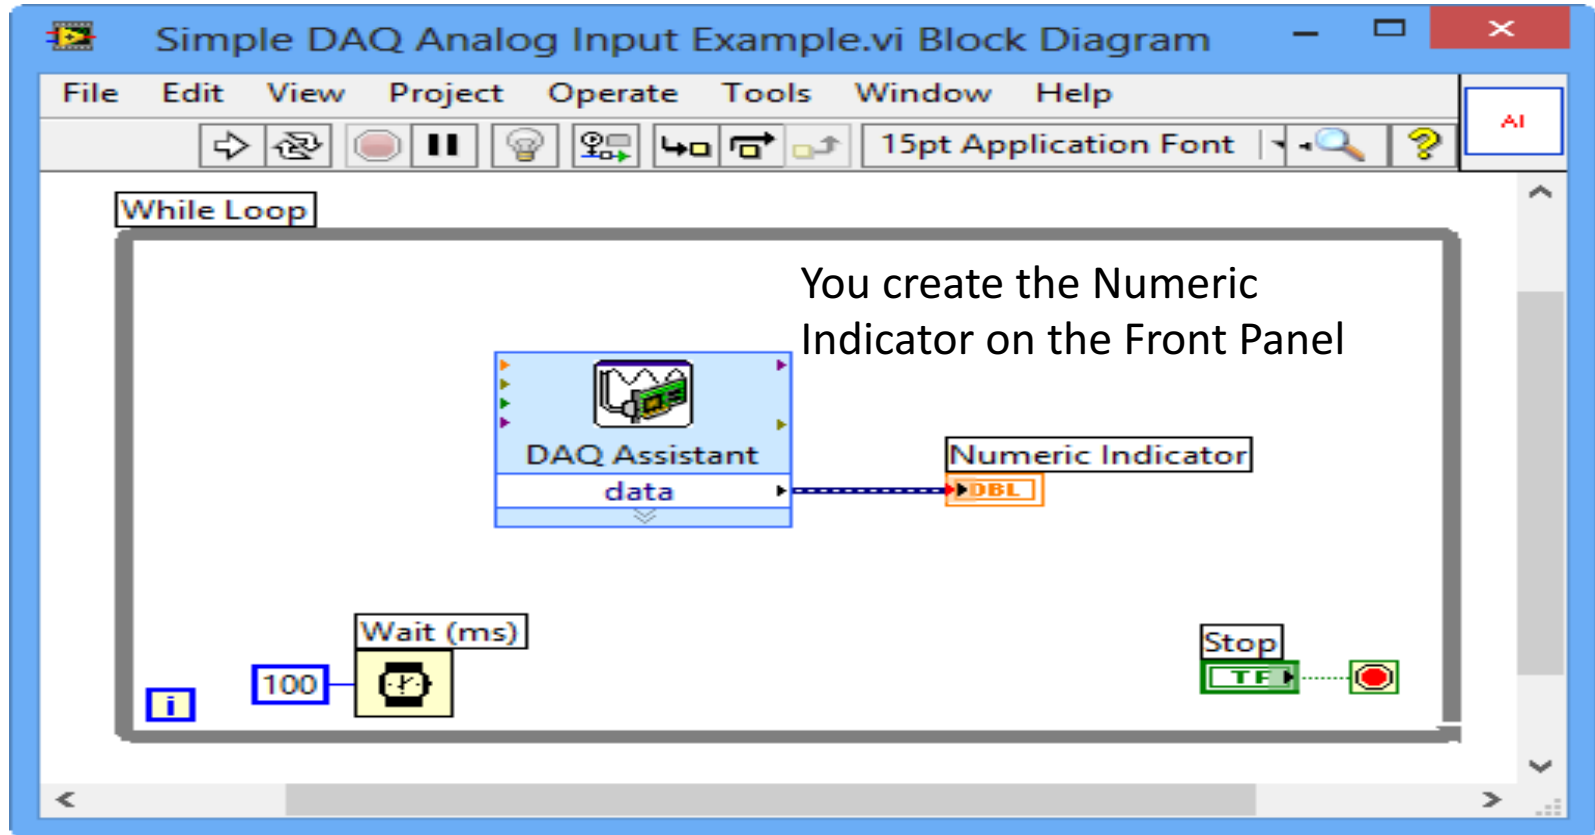 Simple DAQ Analog Input Example.vi Block Diagram
File Edit View Project Operate Tools Window Help
15pt Application Font
AI
While Loop
You create the Numeric
Indicator on the Front Panel
DAQ Assistant
data
Numeric Indicator
DBL
Wait (ms)
100
i
Stop
TF